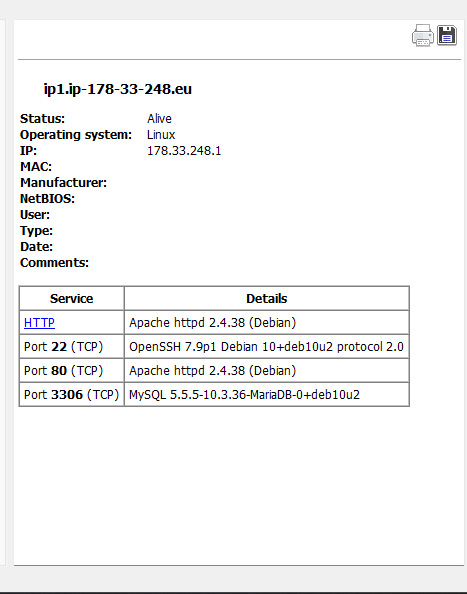 ip1.ip-178-33-248.eu
Status: Alive
Operating system: Linux
IP: 178.33.248.1
MAC:
Manufacturer:
NetBIOS:
User:
Type:
Date:
Comments:
Service Details
HTTP Apache httpd 2.4.38 (Debian)
Port 22 (TCP) OpenSSH 7.9p1 Debian 10+deb10u2 protocol 2.0
Port 80 (TCP) Apache httpd 2.4.38 (Debian)
Port 3306 (TCP) MySQL 5.5.5-10.3.36-MariaDB-0+deb10u2